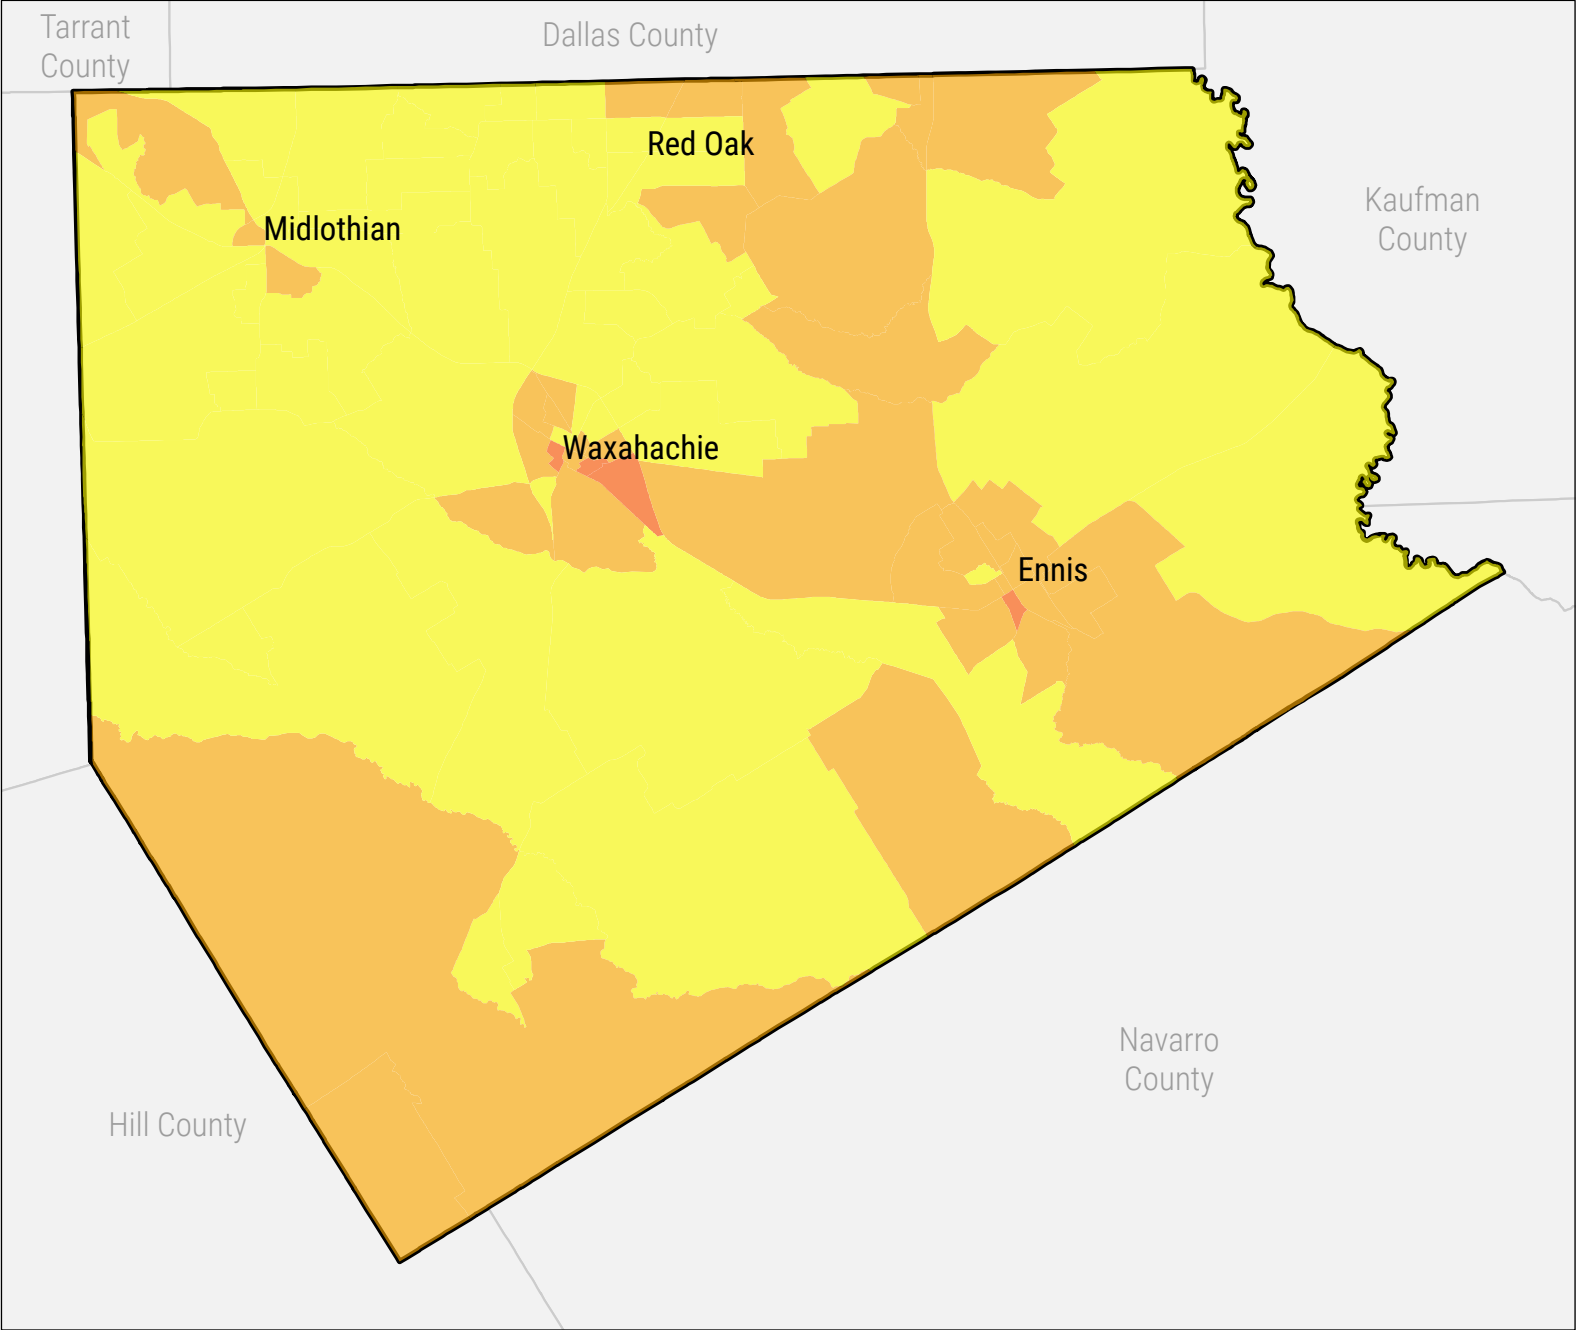 Tarrant
County
Dallas County
Red Oak
Kaufman
County
Midlothian
Waxahachie
Ennis
Navarro
County
Hill County